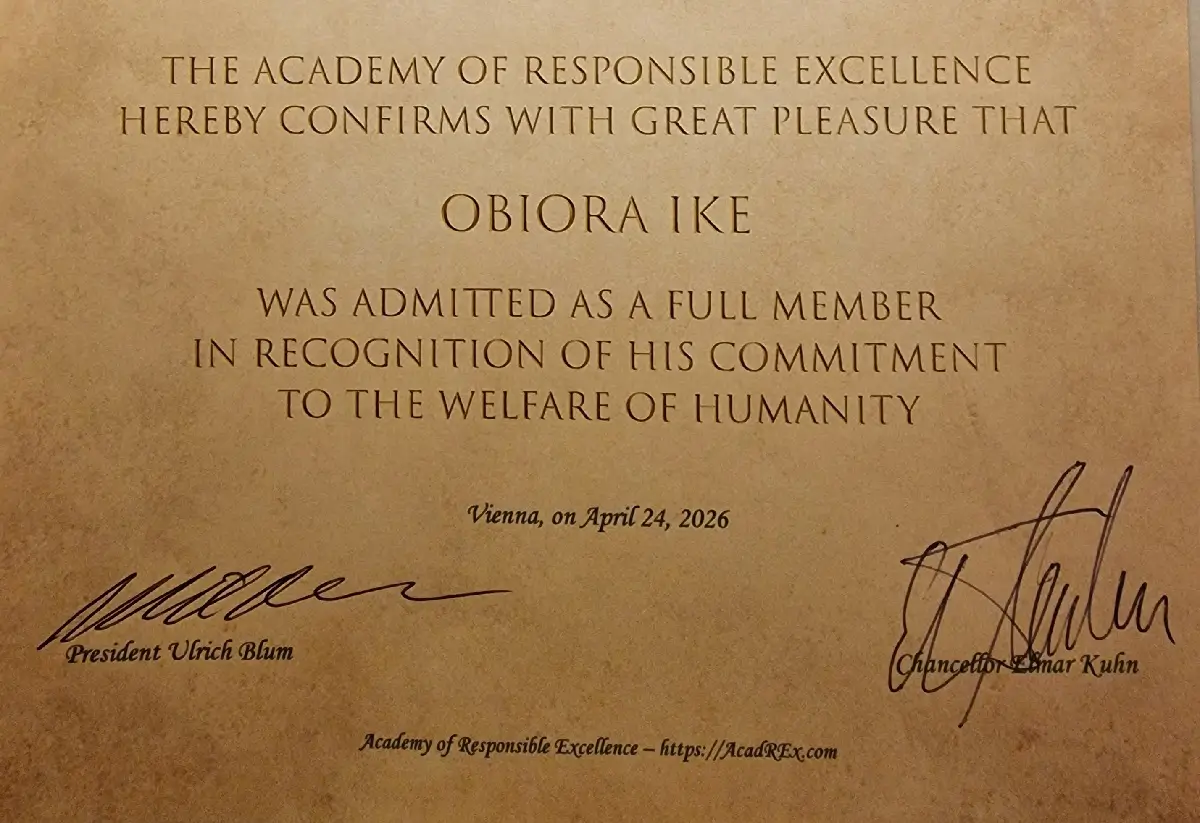 THE ACADEMY OF RESPONSIBLE EXCELLENCE
HEREBY CONFIRMS WITH GREAT PLEASURE THAT
OBIORA IKE
WAS ADMITTED AS A FULL MEMBER
IN RECOGNITION OF HIS COMMITMENT
TO THE WELFARE OF HUMANITY
Vienna, on April 24, 2026
President Ulrich Blum
Chancellor Elmar Kuhn
Academy of Responsible Excellence – https://AcadREx.com